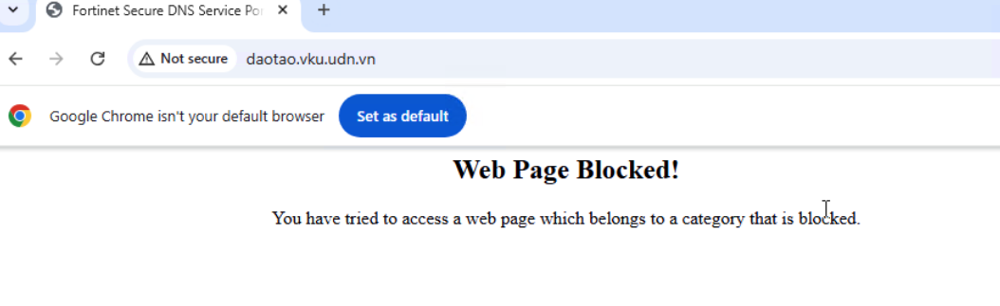 Fortinet Secure DNS Service Po
Not secure daotao.vku.udn.vn
Google Chrome isn't your default browser Set as default
Web Page Blocked!
You have tried to access a web page which belongs to a category that is blocked.